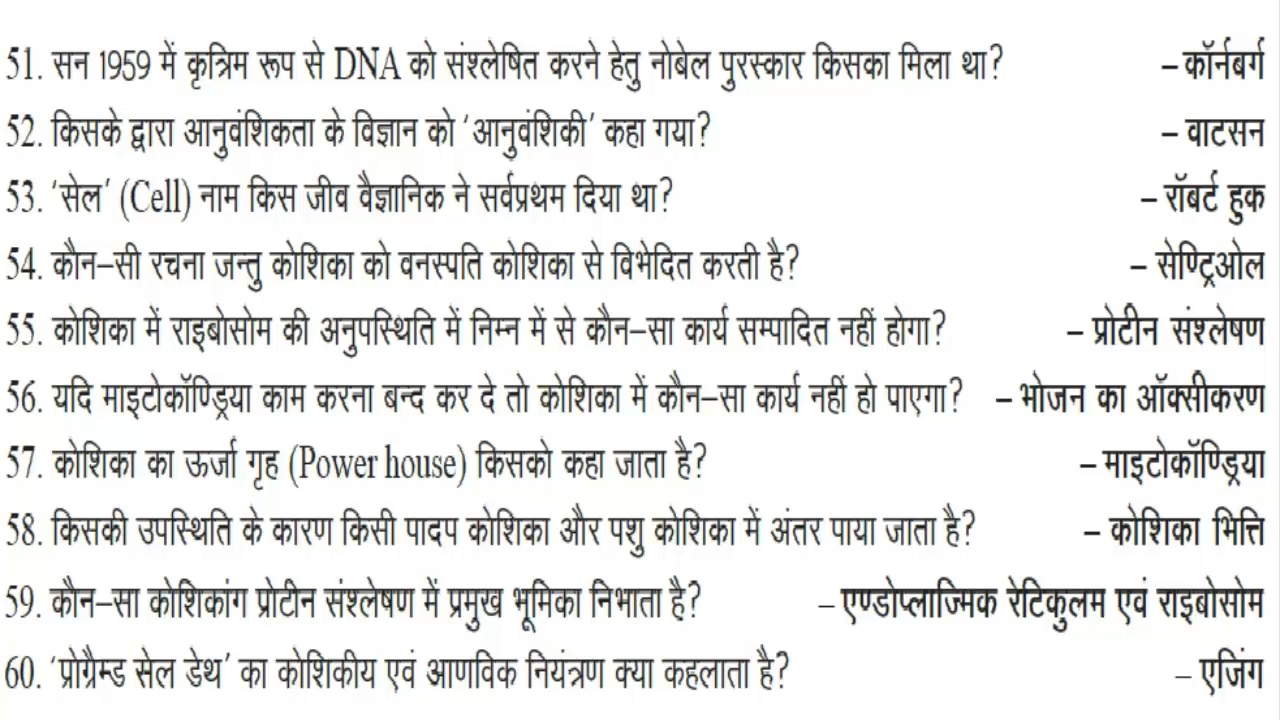 51. सन 1959 में कृत्रिम रूप से DNA को संश्लेषित करने हेतु नोबेल पुरस्कार किसका मिला था? – कॉर्नबर्ग
52. किसके द्वारा आनुवंशिकता के विज्ञान को ‘आनुवंशिकी’ कहा गया? – वाटसन
53. ‘सेल’ (Cell) नाम किस जीव वैज्ञानिक ने सर्वप्रथम दिया था? – रॉबर्ट हुक
54. कौन–सी रचना जन्तु कोशिका को वनस्पति कोशिका से विभेदित करती है? – सेण्ट्रिओल
55. कोशिका में राइबोसोम की अनुपस्थिति में निम्न में से कौन–सा कार्य सम्पादित नहीं होगा? – प्रोटीन संश्लेषण
56. यदि माइटोकॉण्ड्रिया काम करना बन्द कर दे तो कोशिका में कौन–सा कार्य नहीं हो पाएगा? – भोजन का ऑक्सीकरण
57. कोशिका का ऊर्जा गृह (Power house) किसको कहा जाता है? – माइटोकॉण्ड्रिया
58. किसकी उपस्थिति के कारण किसी पादप कोशिका और पशु कोशिका में अंतर पाया जाता है? – कोशिका भित्ति
59. कौन–सा कोशिकांग प्रोटीन संश्लेषण में प्रमुख भूमिका निभाता है? – एण्डोप्लाज्मिक रेटिकुलम एवं राइबोसोम
60. ‘प्रोग्रैम्ड सेल डेथ’ का कोशिकीय एवं आणविक नियंत्रण क्या कहलाता है? – एजिंग